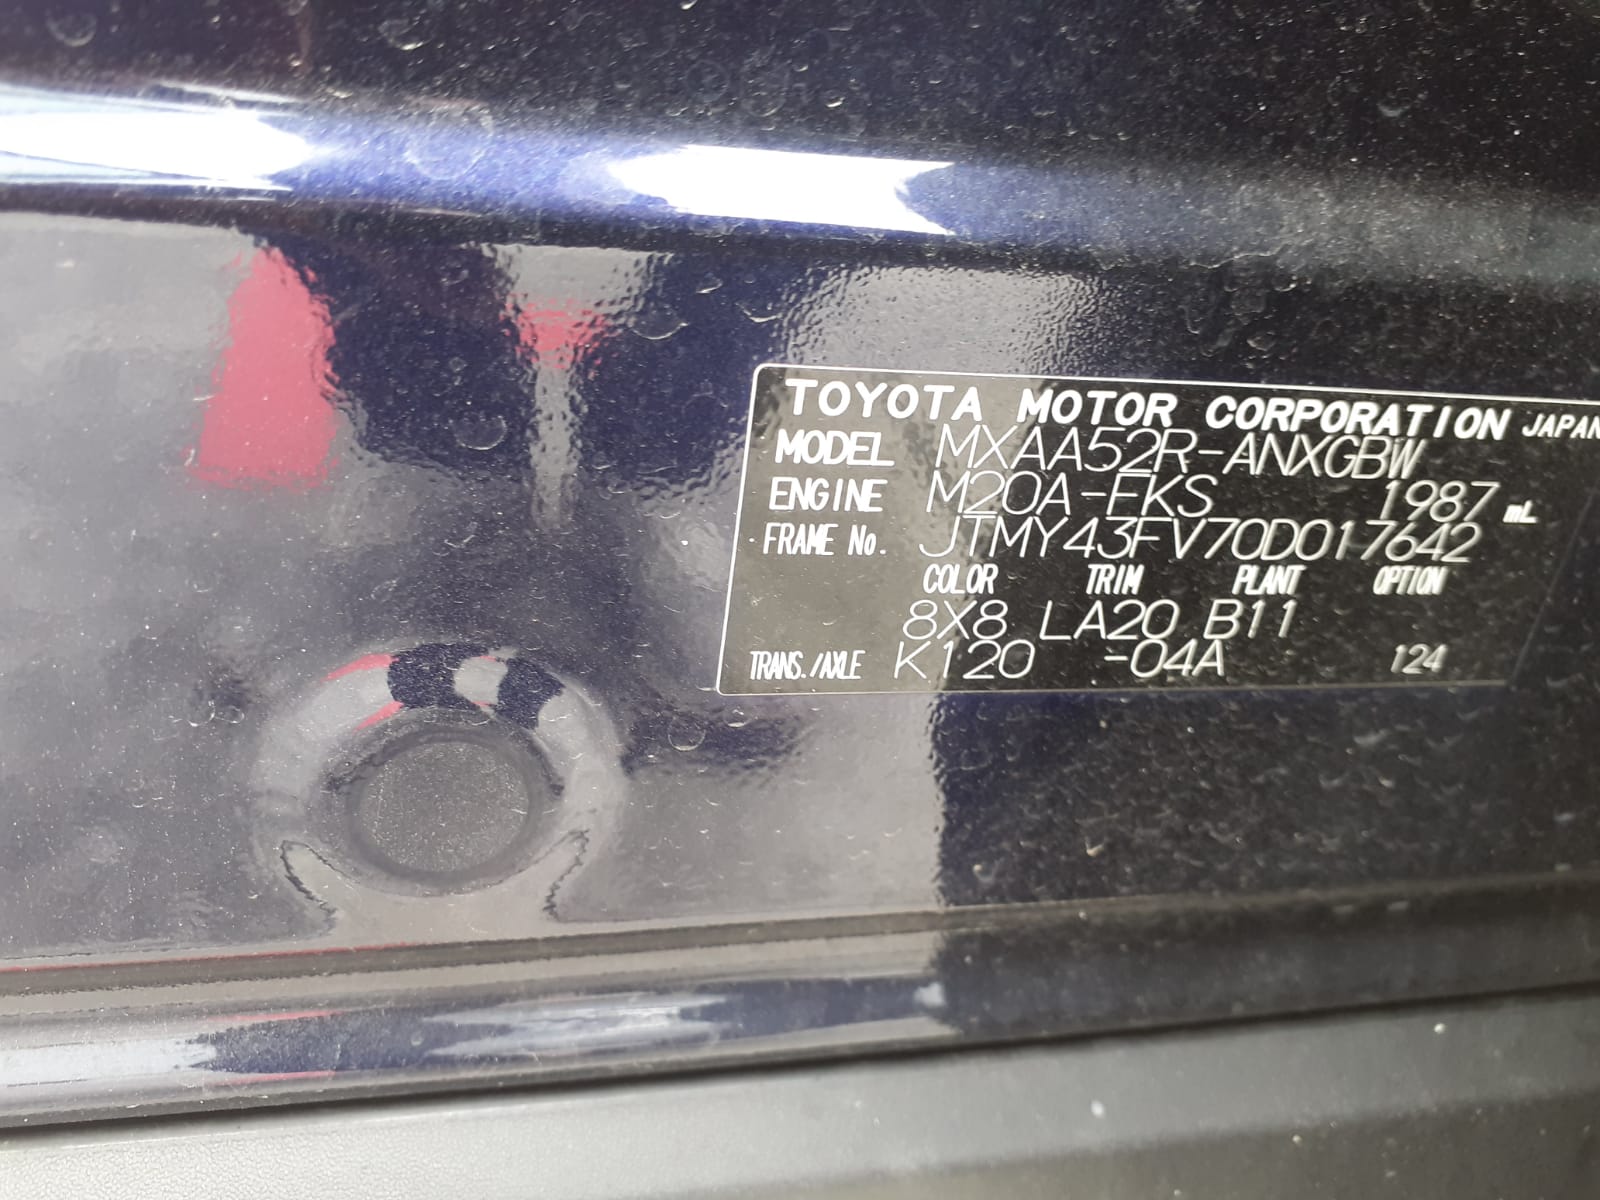 TOYOTA MOTOR CORPORATION JAPAN
MODEL MXAA52R-ANXGBW
ENGINE M20A-FKS 1987 mL
FRAME No. JTMY43FV70D017642
COLOR TRIM PLANT OPTION
8X8 LA20 B11
TRANS./AXLE K120 -04A 124